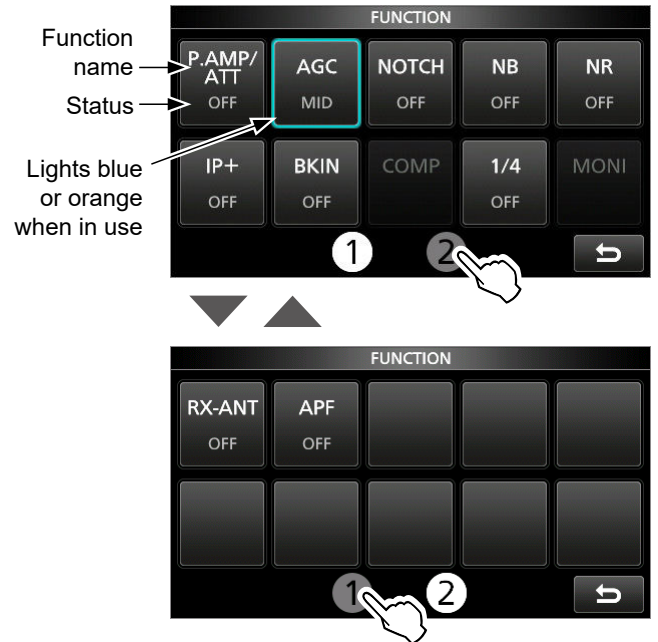 FUNCTION
Function
name
P.AMP/
ATT
AGC
NOTCH
NB
NR
Status
OFF
MID
OFF
OFF
OFF
Lights blue
or orange
when in use
IP+
BKIN
COMP
1/4
MONI
OFF
OFF
OFF
1
2
FUNCTION
RX-ANT
APF
OFF
OFF
1
2